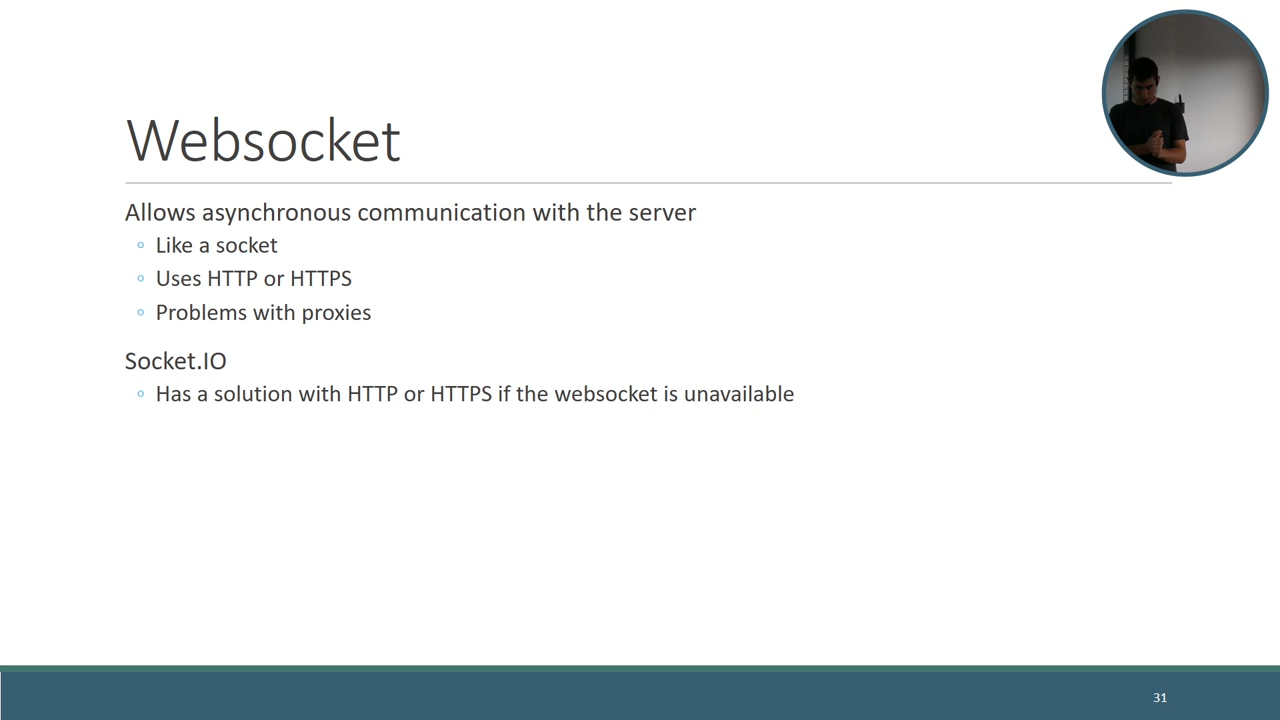 Websocket
Allows asynchronous communication with the server
◦ Like a socket
◦ Uses HTTP or HTTPS
◦ Problems with proxies
Socket.IO
◦ Has a solution with HTTP or HTTPS if the websocket is unavailable
31